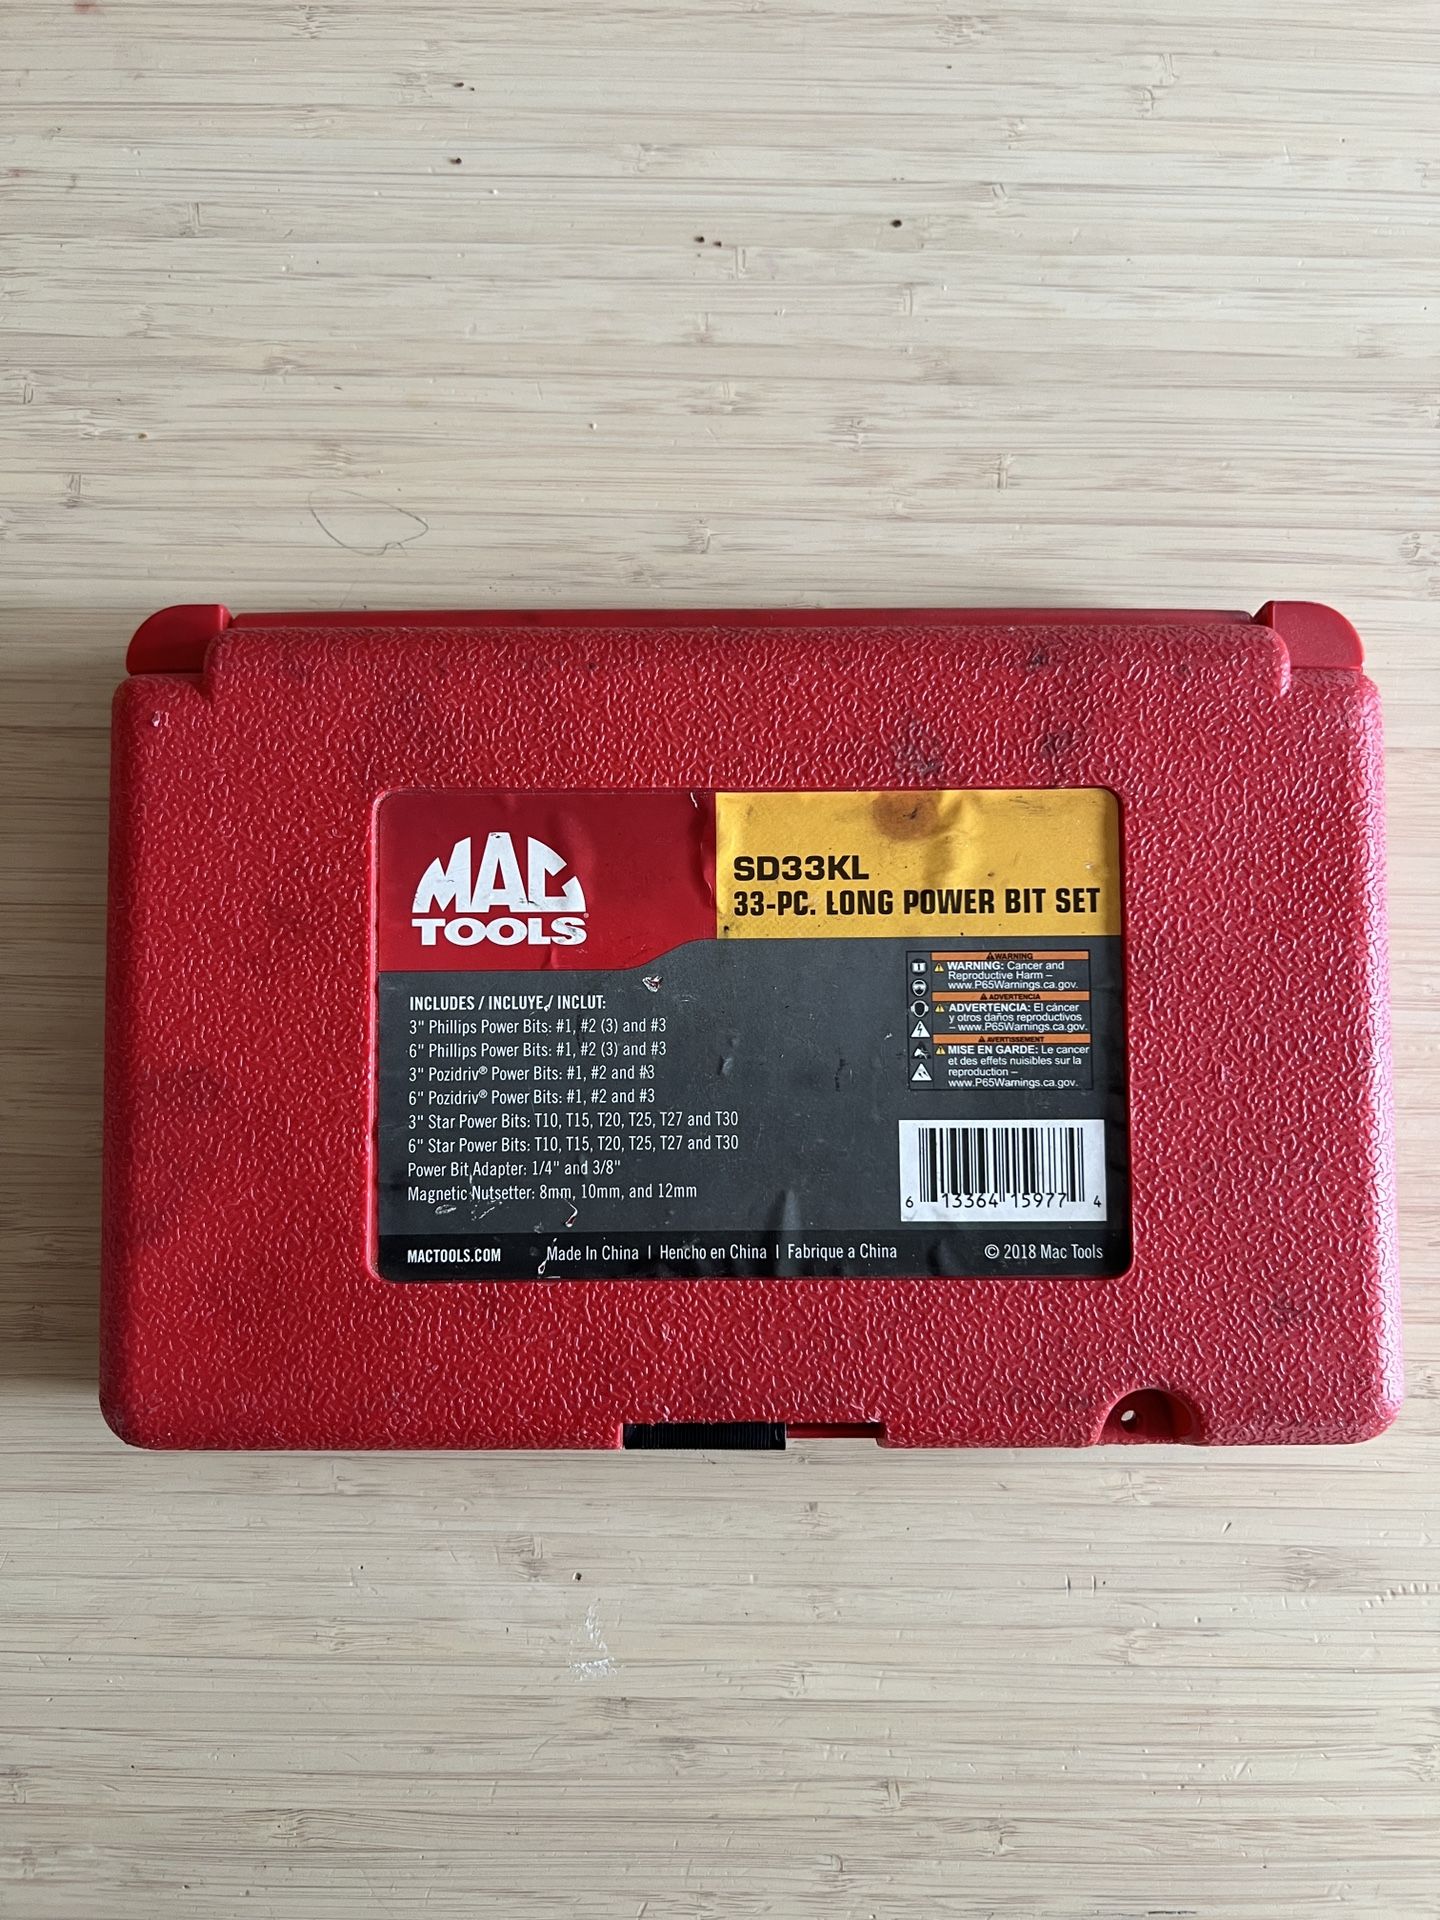 MAC
TOOLS
SD33KL
33-PC. LONG POWER BIT SET
INCLUDES / INCLUYE / INCLUT:
3" Phillips Power Bits: #1, #2 (3) and #3
6" Phillips Power Bits: #1, #2 (3) and #3
3" Pozidriv® Power Bits: #1, #2 and #3
6" Pozidriv® Power Bits: #1, #2 and #3
3" Star Power Bits: T10, T15, T20, T25, T27 and T30
6" Star Power Bits: T10, T15, T20, T25, T27 and T30
Power Bit Adapter: 1/4" and 3/8"
Magnetic Nutsetter: 8mm, 10mm, and 12mm
WARNING
WARNING: Cancer and
Reproductive Harm –
www.P65Warnings.ca.gov.
ADVERTENCIA
ADVERTENCIA: El cáncer
y otros daños reproductivos
– www.P65Warnings.ca.gov.
AVERTISSEMENT
MISE EN GARDE: Le cancer
et des effets nuisibles sur la
reproduction –
www.P65Warnings.ca.gov.
6 13364 15977 4
MACTOOLS.COM Made In China | Hencho en China | Fabrique a China © 2018 Mac Tools